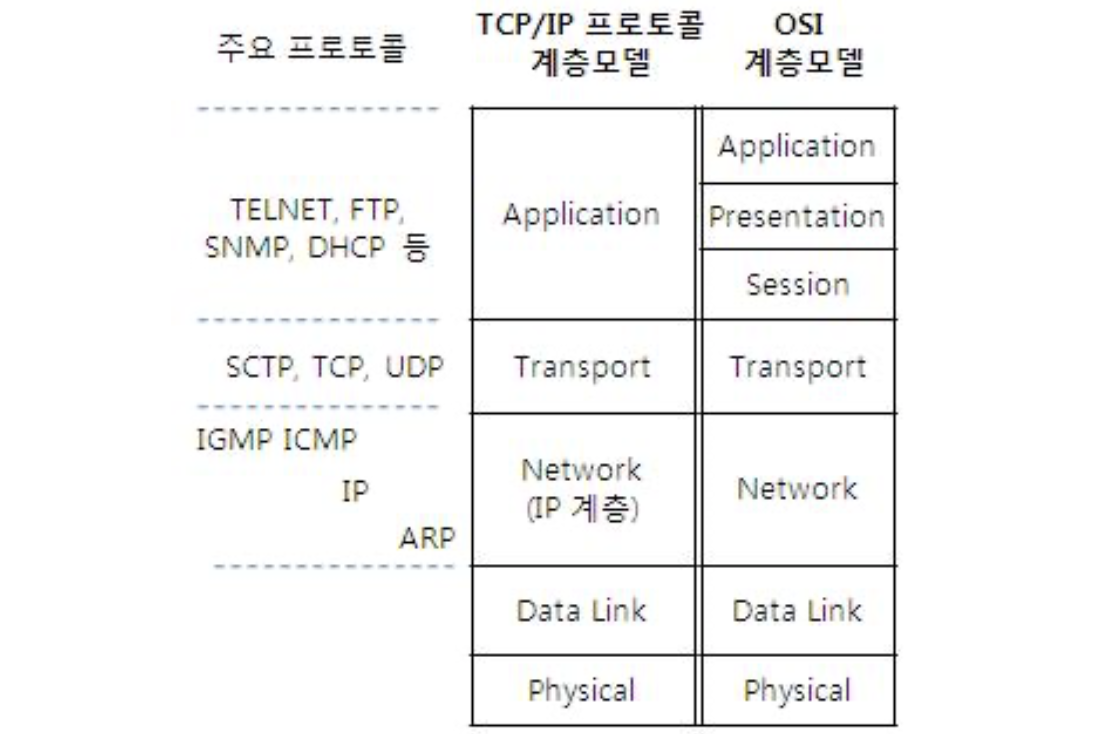 주요 프로토콜
TCP/IP 프로토콜
계층모델
OSI
계층모델
TELNET, FTP,
SNMP, DHCP 등
Application
Application
Presentation
Session
SCTP, TCP, UDP
Transport
Transport
IGMP ICMP
IP
ARP
Network
(IP 계층)
Network
Data Link
Data Link
Physical
Physical